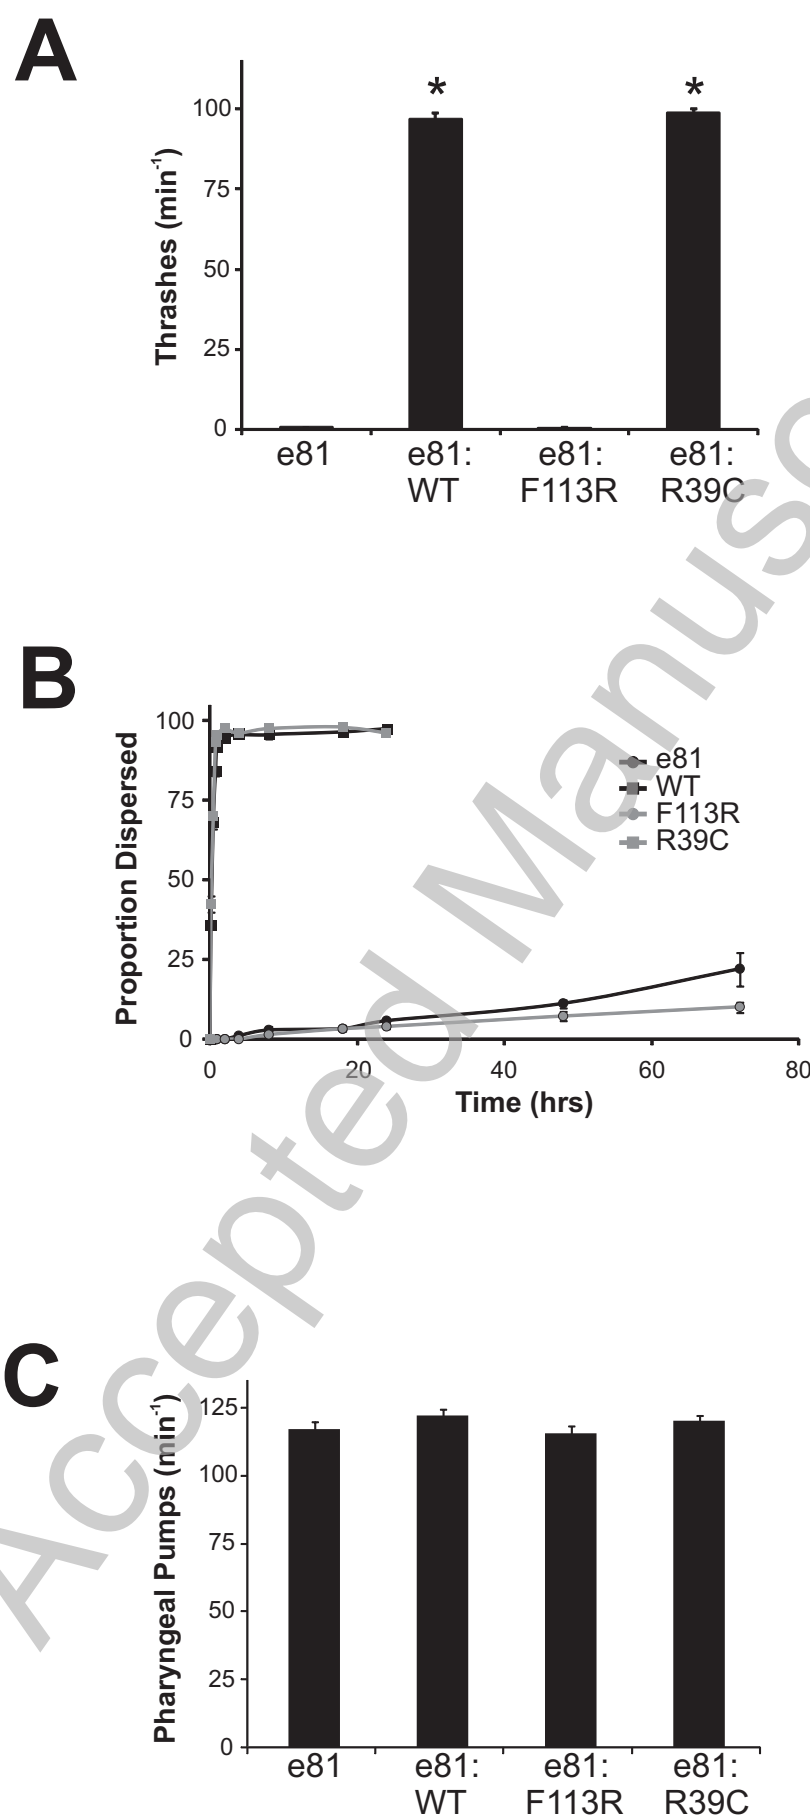 A
Thrashes (min-1)
100
75
50
25
0
*
*
e81
e81:
WT
e81:
F113R
e81:
R39C
B
Proportion Dispersed
100
75
50
25
0
0
20
40
60
80
Time (hrs)
e81
WT
F113R
R39C
C
Pharyngeal Pumps (min-1)
125
100
75
50
25
0
e81
e81:
WT
e81:
F113R
e81:
R39C
Accepted Manusc